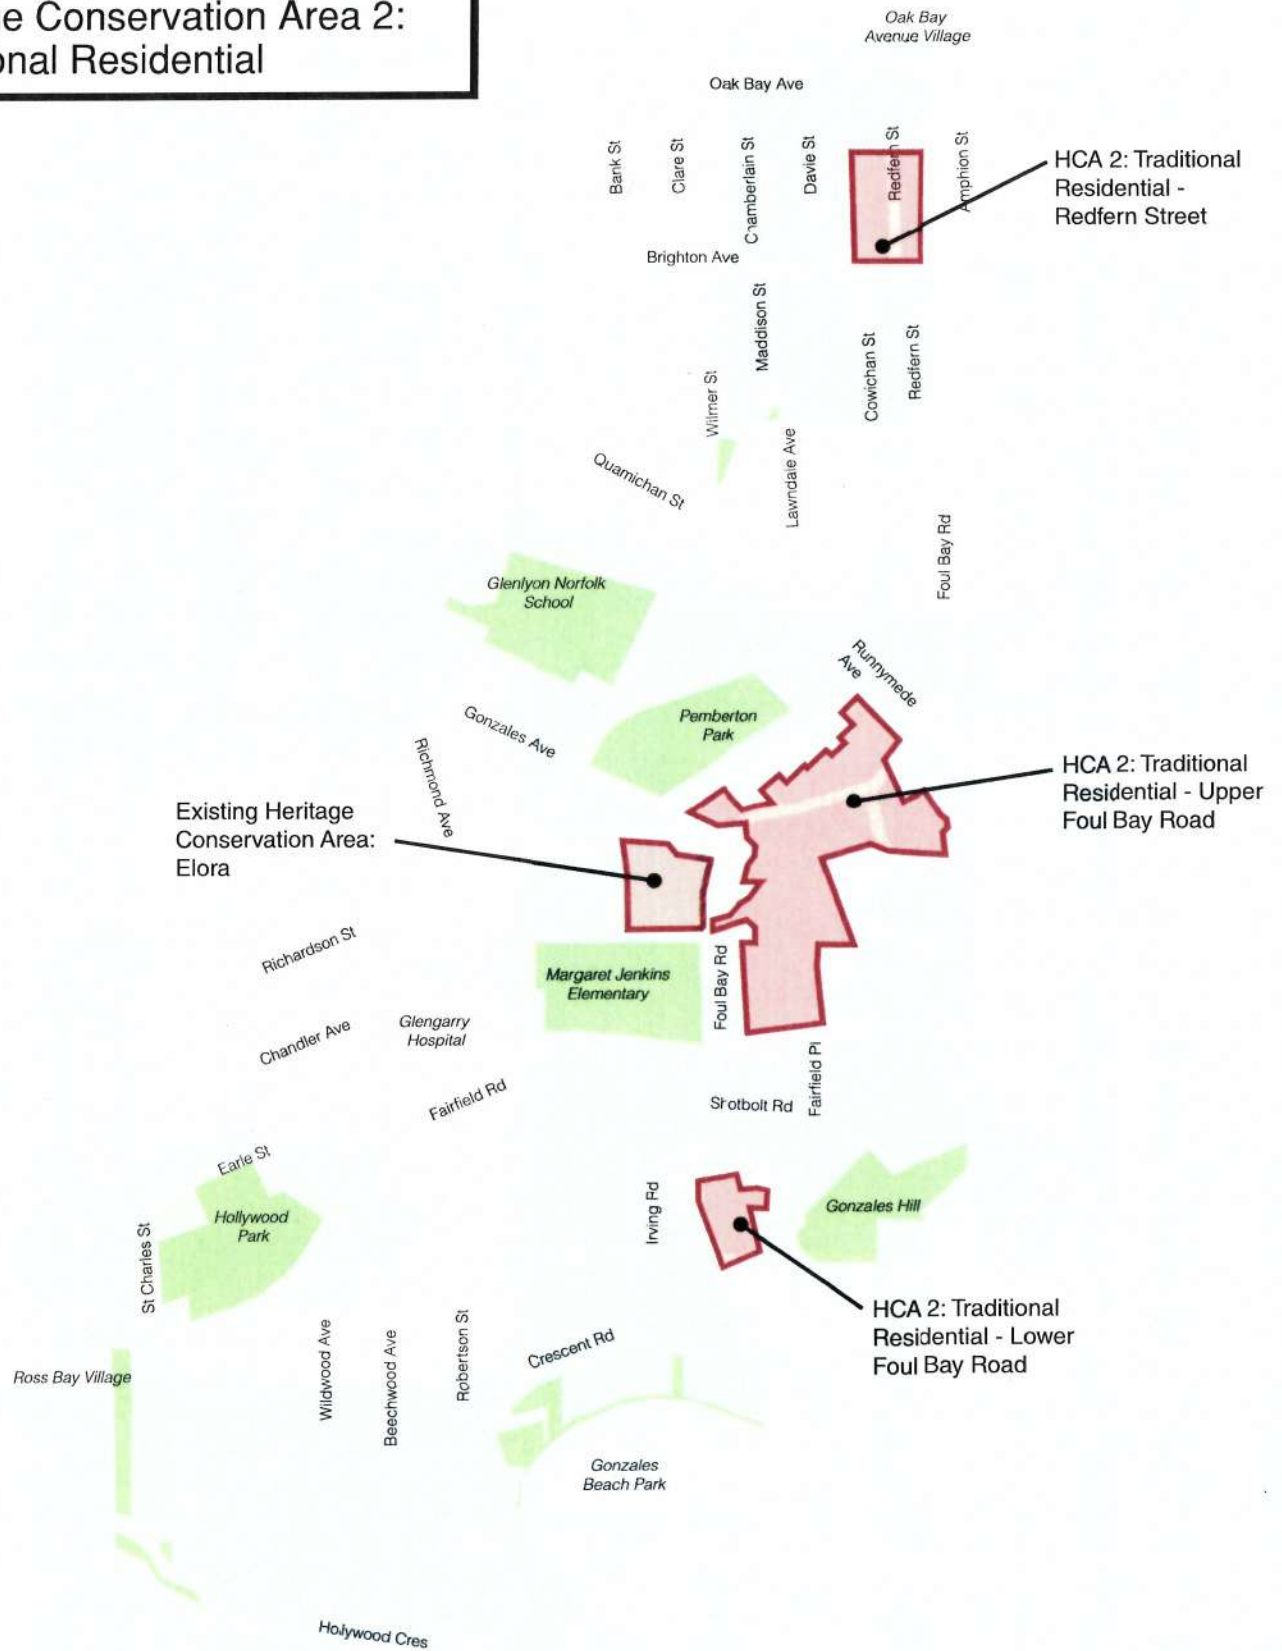 e Conservation Area 2:
onal Residential
Oak Bay
Avenue Village
Oak Bay Ave
Bank St
Clare St
Chamberlain St
Davie St
Redfern St
Amphion St
HCA 2: Traditional
Residential -
Redfern Street
Brighton Ave
Maddison St
Wilmer St
Cowichan St
Redfern St
Quamichan St
Lawndale Ave
Foul Bay Rd
Glenlyon Norfolk
School
Runnymede
Ave
Gonzales Ave
Pemberton
Park
Richmond Ave
HCA 2: Traditional
Residential - Upper
Foul Bay Road
Existing Heritage
Conservation Area:
Elora
Richardson St
Margaret Jenkins
Elementary
Foul Bay Rd
Chandler Ave
Glengarry
Hospital
Fairfield Rd
Shotbolt Rd
Fairfield Pl
Earle St
Hollywood
Park
St Charles St
Irving Rd
Gonzales Hill
HCA 2: Traditional
Residential - Lower
Foul Bay Road
Ross Bay Village
Wildwood Ave
Beechwood Ave
Robertson St
Crescent Rd
Gonzales
Beach Park
Hollywood Cres